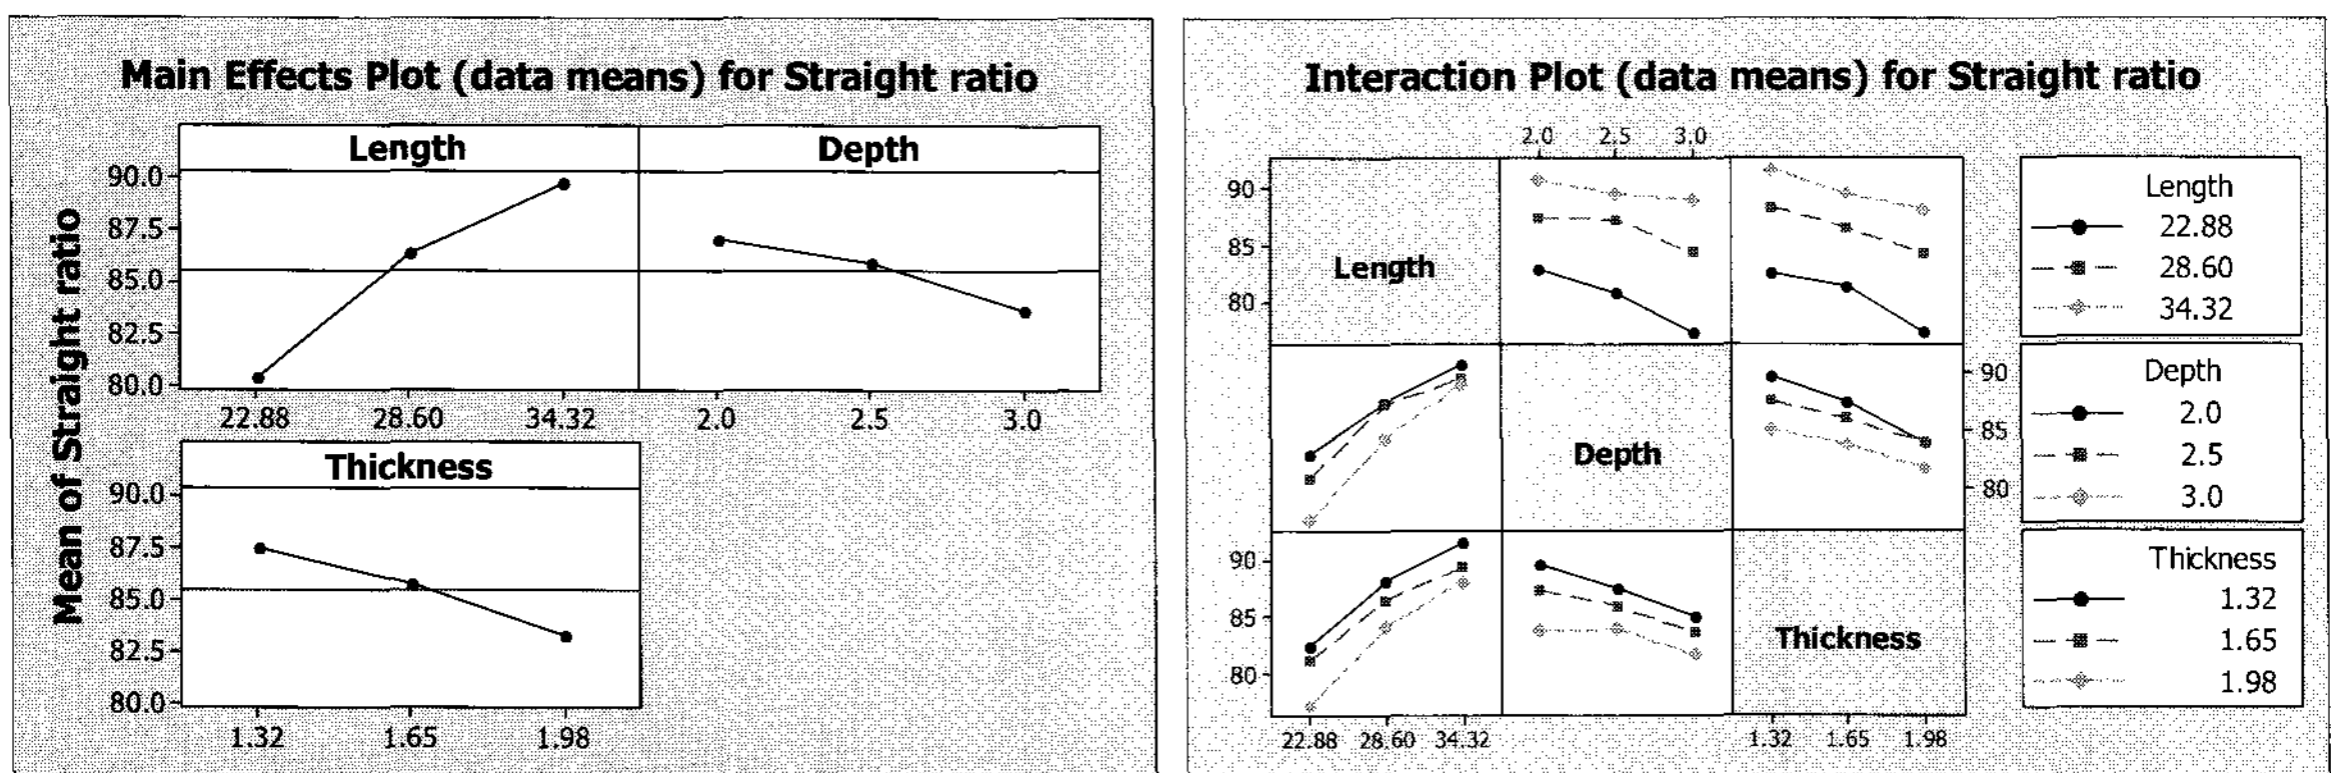 Main Effects Plot (data means) for Straight ratio
Mean of Straight ratio
Length Depth
90.0
87.5
85.0
82.5
80.0
22.88 28.60 34.32 2.0 2.5 3.0
Thickness
90.0
87.5
85.0
82.5
80.0
1.32 1.65 1.98
Interaction Plot (data means) for Straight ratio
2.0 2.5 3.0
90
85
80
Length
Depth
90
85
80
90
85
80
Thickness
22.88 28.60 34.32 1.32 1.65 1.98
Length
22.88
28.60
34.32
Depth
2.0
2.5
3.0
Thickness
1.32
1.65
1.98